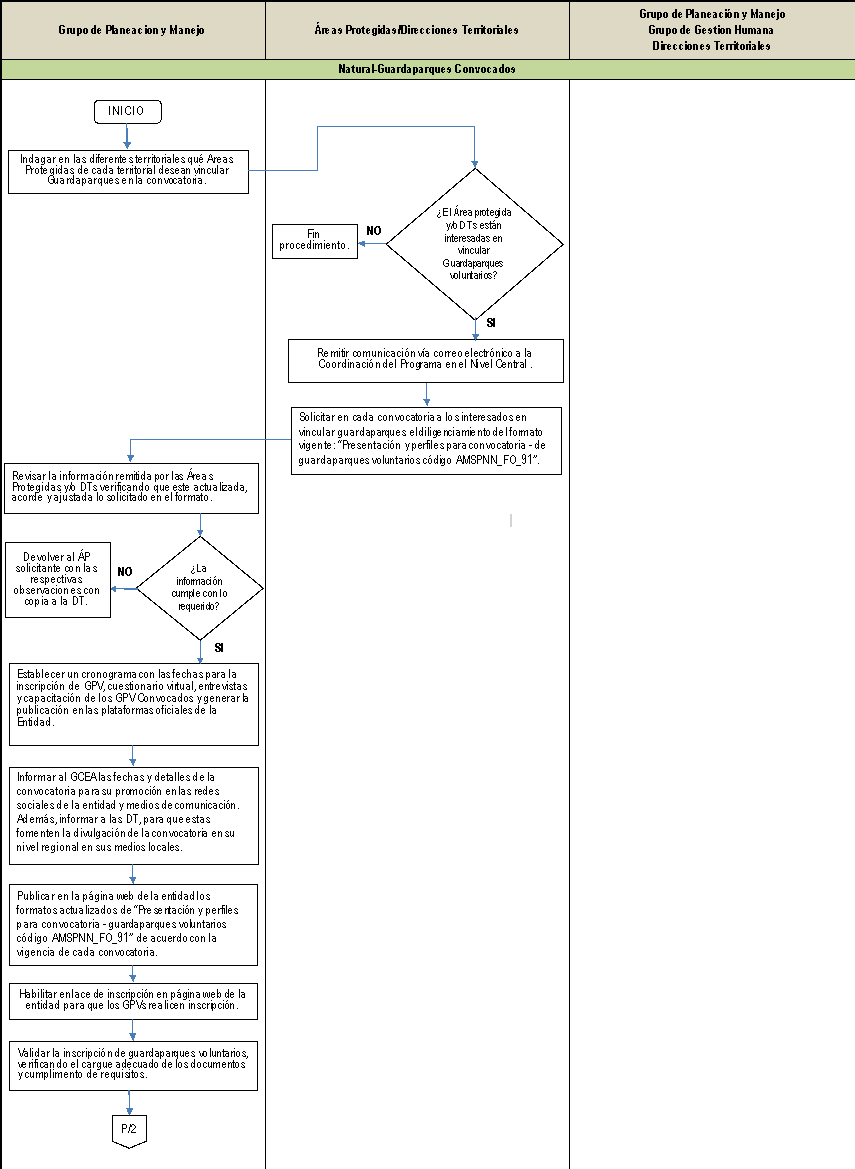 Grupo de Planeacion y Manejo
Áreas Protegidas/Direcciones Territoriales
Grupo de Planeación y Manejo
Grupo de Gestion Humana
Direcciones Territoriales
Natural-Guardaparques Convocados
INICIO
Indagar en las diferentes territoriales qué Areas
Protegidas de cada territorial desean vincular
Guardaparques en la convocatoria.
¿El Área protegida
y/o DTs están
interesadas en
vincular
Guardaparques
voluntarios?
NO
Fin
procedimiento.
SI
Remitir comunicación vía correo electrónico a la
Coordinación del Programa en el Nivel Central.
Solicitar en cada convocatoria a los interesados en
vincular guardaparques el diligenciamiento del formato
vigente: “Presentación y perfiles para convocatoria - de
guardaparques voluntarios código AMSPNN_FO_91”.
Revisar la información remitida por las Áreas
Protegidas y/o DTs verificando que este actualizada,
acorde y ajustada lo solicitado en el formato.
¿La
información
cumple con lo
requerido?
NO
Devolver al ÁP
solicitante con las
respectivas
observaciones con
copia a la DT.
SI
Establecer un cronograma con las fechas para la
inscripción de GPV, cuestionario virtual, entrevistas
y capacitación de los GPV Convocados y generar la
publicación en las plataformas oficiales de la
Entidad.
Informar al GCEA las fechas y detalles de la
convocatoria para su promoción en las redes
sociales de la entidad y medios de comunicación.
Además, informar a las DT, para que estas
fomenten la divulgación de la convocatoria en su
nivel regional en sus medios locales.
Publicar en la página web de la entidad los
formatos actualizados de “Presentación y perfiles
para convocatoria - guardaparques voluntarios
código AMSPNN_FO_91” de acuerdo con la
vigencia de cada convocatoria.
Habilitar enlace de inscripción en página web de la
entidad para que los GPVs realicen inscripción.
Validar la inscripción de guardaparques voluntarios,
verificando el cargue adecuado de los documentos
y cumplimento de requisitos.
P/2